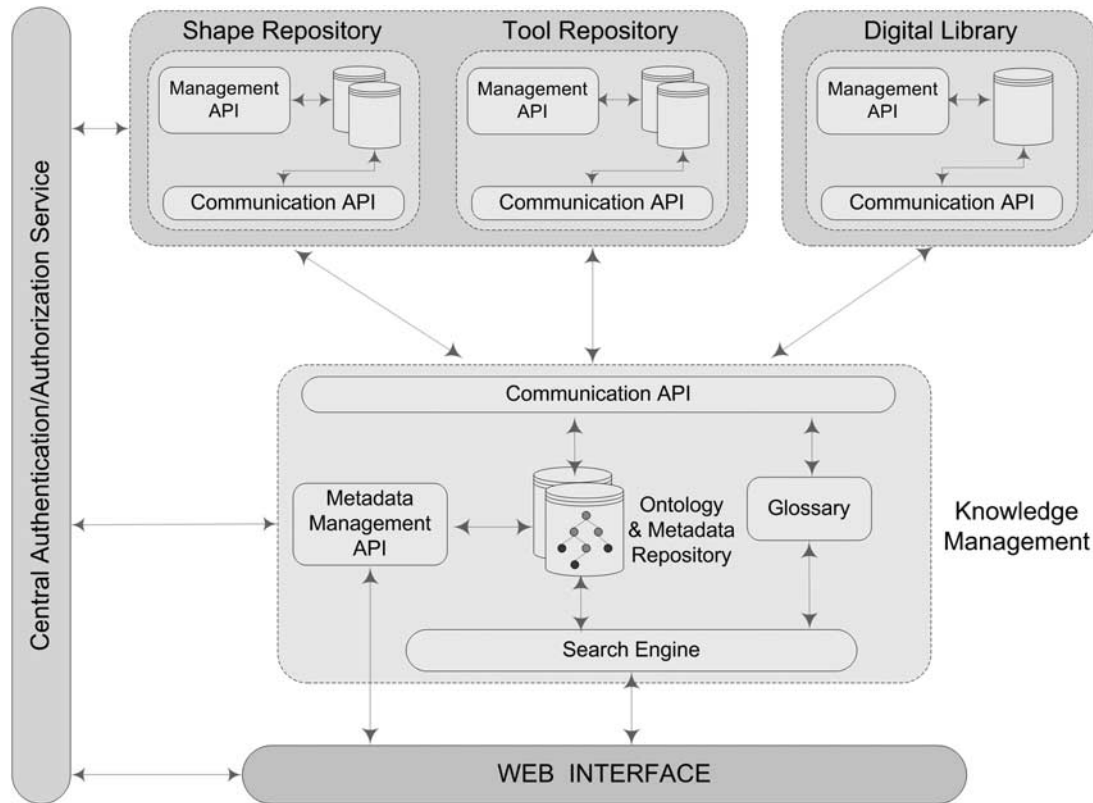 Shape Repository
Tool Repository
Digital Library
Management
API
Management
API
Management
API
Communication API
Communication API
Communication API
Central Authentication/Authorization Service
Communication API
Metadata
Management
API
Ontology
& Metadata
Repository
Glossary
Knowledge
Management
Search Engine
WEB INTERFACE